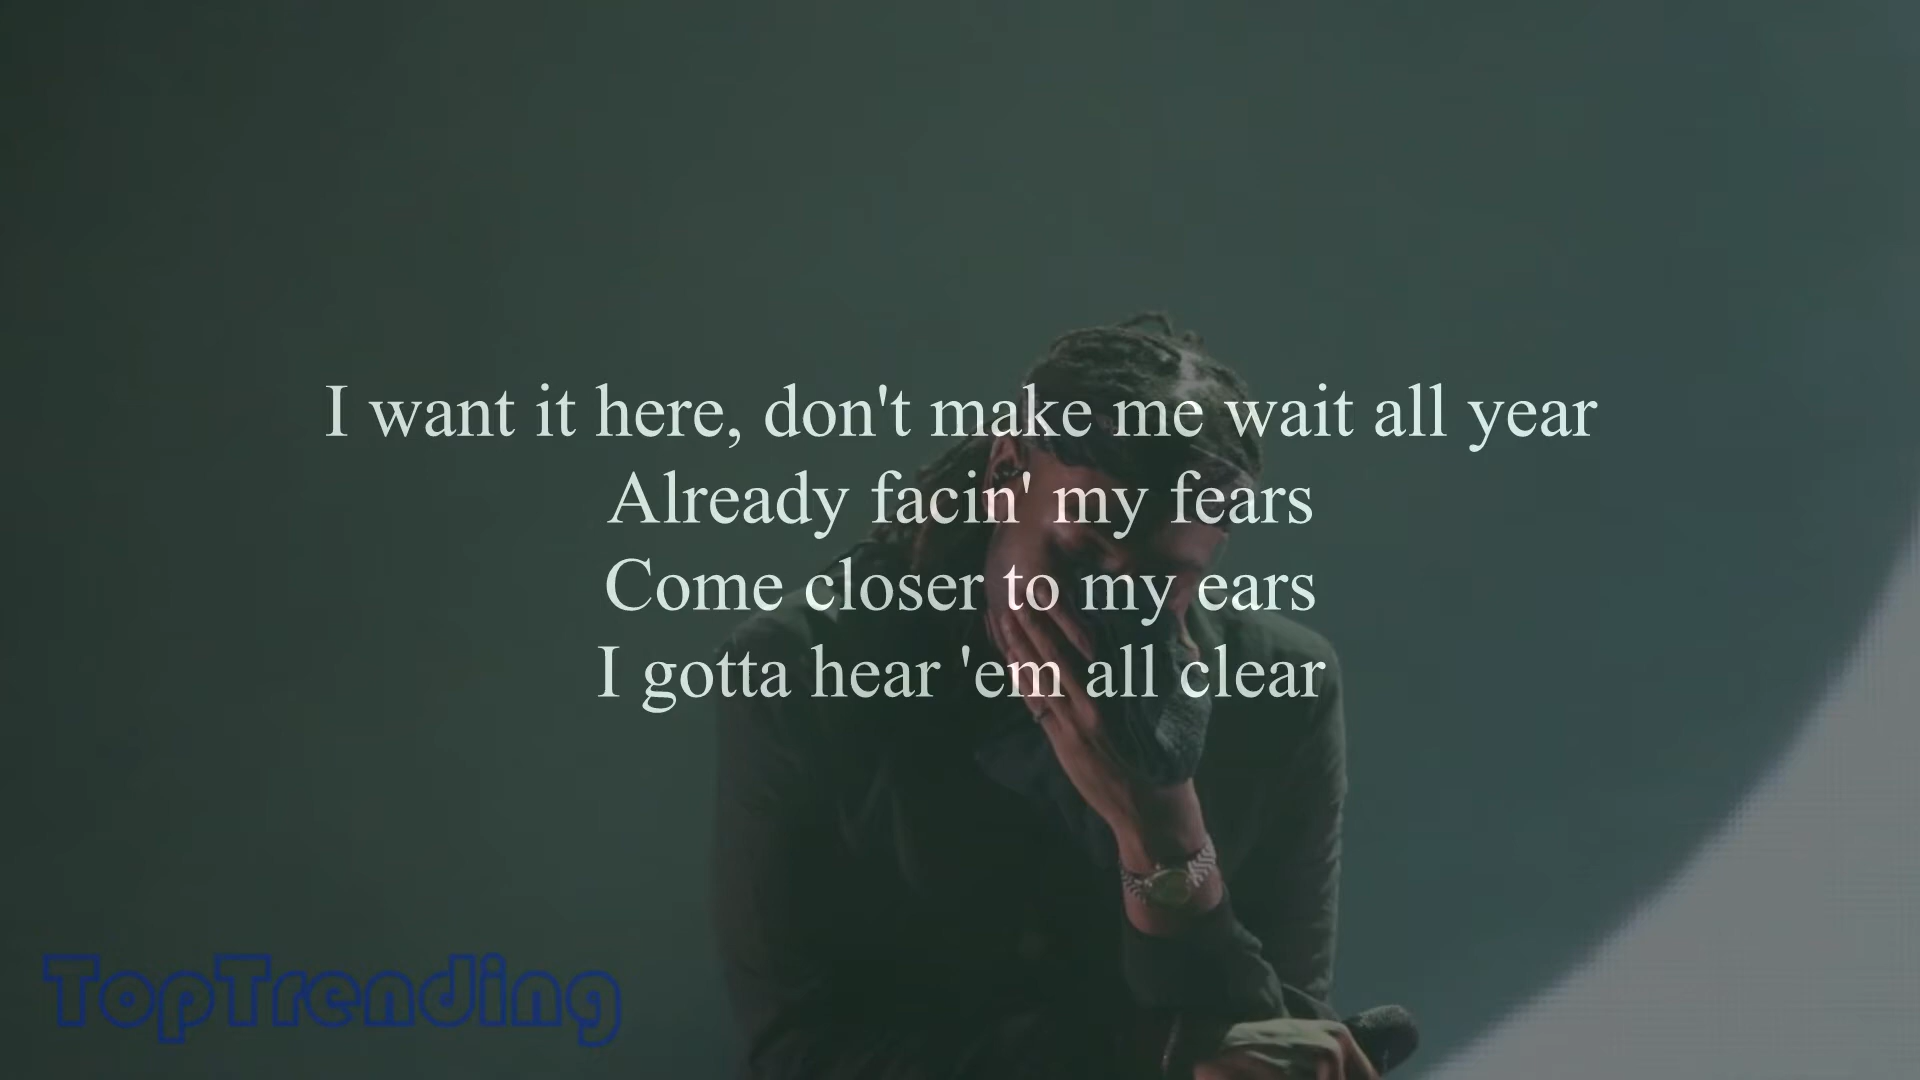 I want it here, don't make me wait all year
Already facin' my fears
Come closer to my ears
I gotta hear 'em all clear
TopTrending